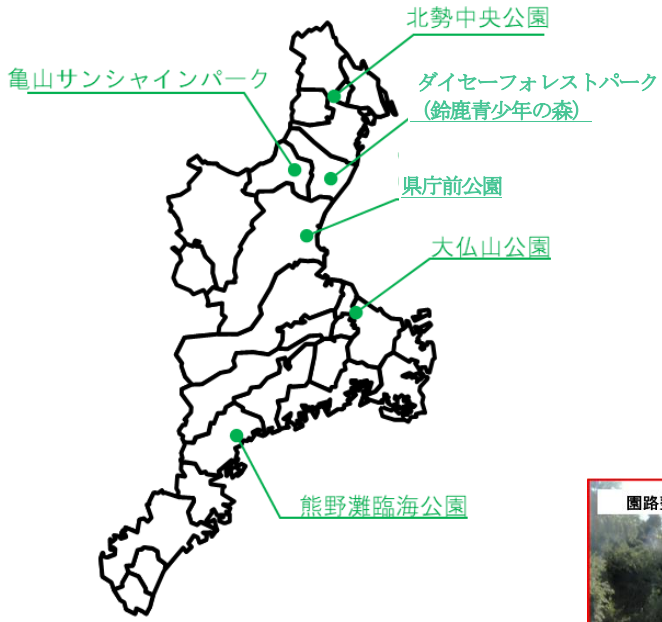 北勢中央公園
亀山サンシャインパーク
ダイセーフォレストパーク
（鈴鹿青少年の森）
県庁前公園
大仏山公園
熊野灘臨海公園
園路